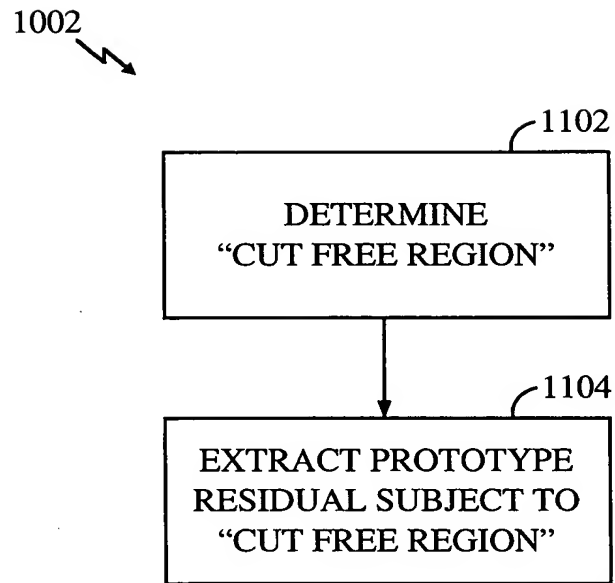 1002
1102
DETERMINE
“CUT FREE REGION”
1104
EXTRACT PROTOTYPE
RESIDUAL SUBJECT TO
“CUT FREE REGION”